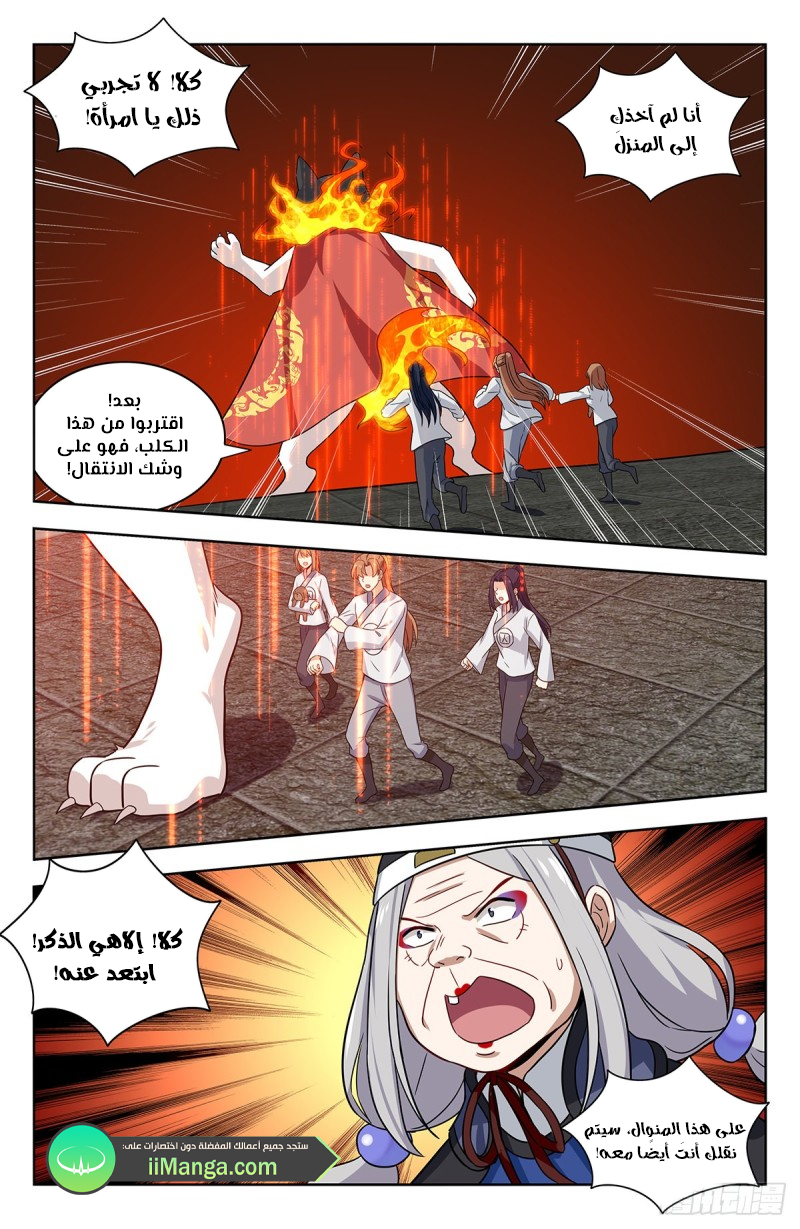 أنا لم آخذكِ
إلى المنزلَ
كلا! لا تجربي
ذلك يا امرأة!
بعد!
اقتربوا من هذا
الكلب، فهو على
وشك الانتقال!
كلا! إلاهي الذكر!
ابتعد عنه!
على هذا المنوال، سيتم
نقلك أنتَ أيضًا معه!
ستجد جميع أعمالك المفضلة دون اختصارات على:
iiManga.com